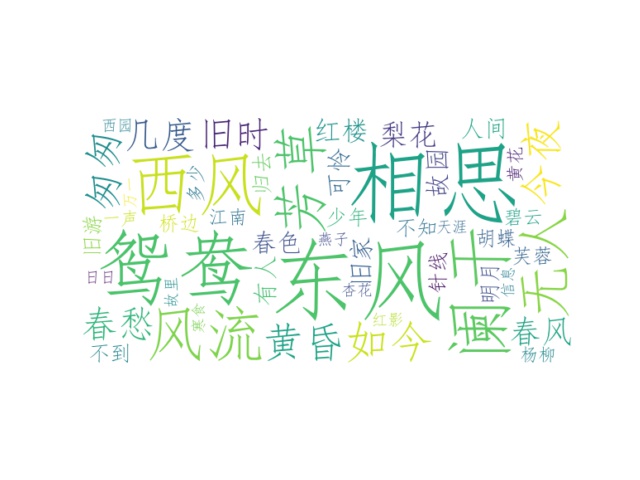 西园
匆匆
几度
旧时
芳草
红楼
梨花
人间
西风
相思
今夜
归去
多少
可怜
故园
黄花
万一
一声
旧游
桥边
江南
少年
不知
天涯
碧云
鸳鸯
春色
燕子
旧家
东风
针线
阑干
胡蝶
芙蓉
无人
日日
故里
有人
杏花
明月
信息
春愁
寒食
风流
黄昏
红影
如今
春风
不到
杨柳